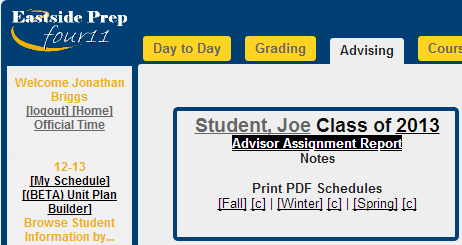 Eastside Prep
four11
Day to Day
Grading
Advising
Welcome Jonathan
Briggs
[logout] [Home]
Official Time
12-13
[My Schedule]
[(BETA) Unit Plan
Builder]
Browse Student
Information by...
Student, Joe Class of 2013
Advisor Assignment Report
Notes
Print PDF Schedules
[Fall] [c] | [Winter] [c] | [Spring] [c]